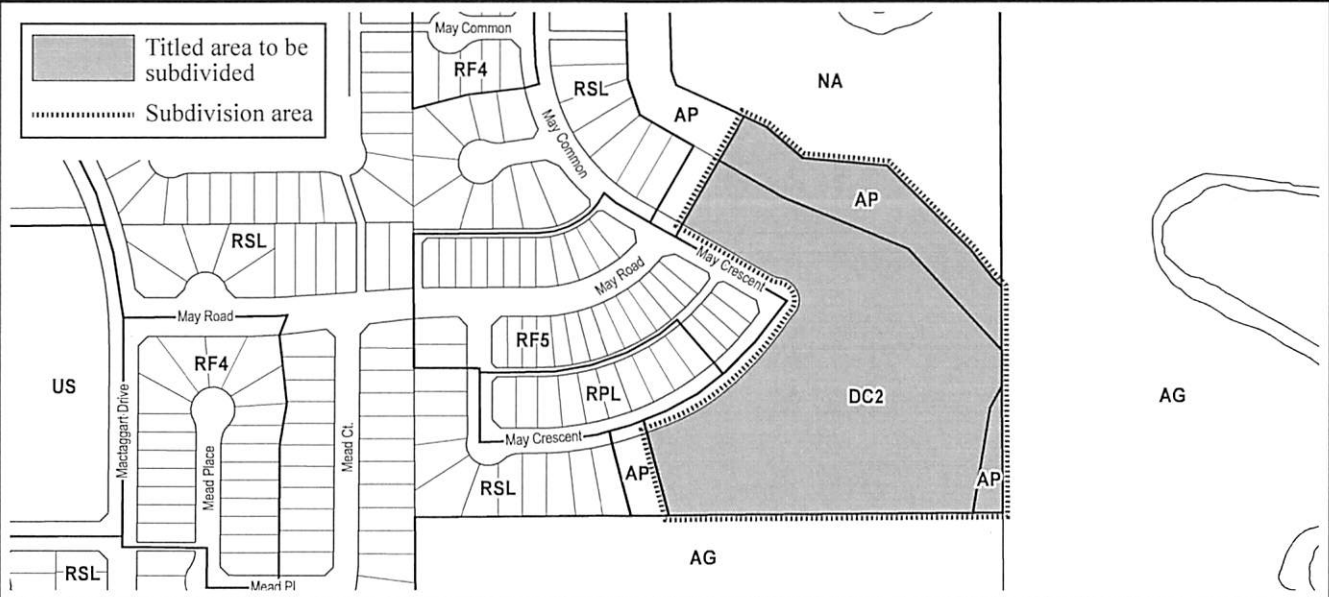 Titled area to be
subdivided
Subdivision area
May Common
RF4
RSL
NA
AP
May Common
AP
RSL
May Crescent
May Road
May Road
RF5
RF4
US
RPL
DC2
AG
Mactaggart Drive
Mead Place
Mead Ct.
May Crescent
AP
AP
RSL
AG
RSL
Mead Pl